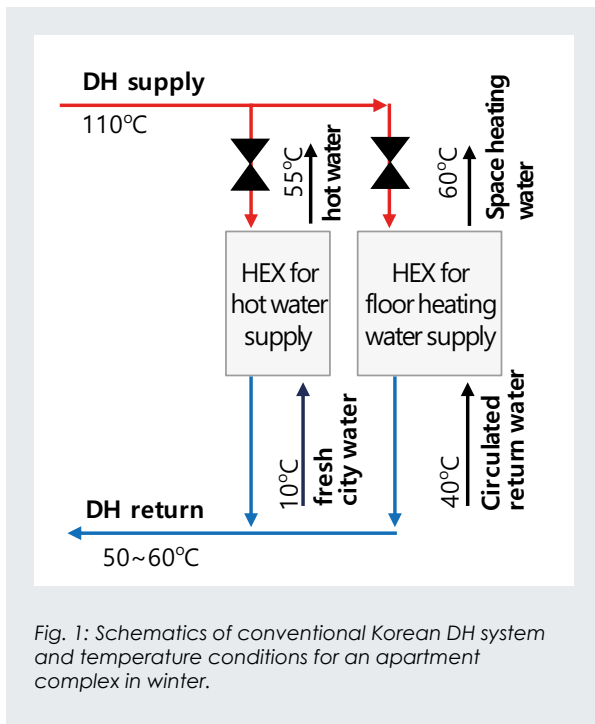 DH supply
110°C
55°C
hot water
60°C
Space heating
water
HEX for
hot water
supply
HEX for
floor heating
water supply
10°C
fresh
city water
40°C
Circulated
return water
DH return
50~60°C
Fig. 1: Schematics of conventional Korean DH system
and temperature conditions for an apartment
complex in winter.